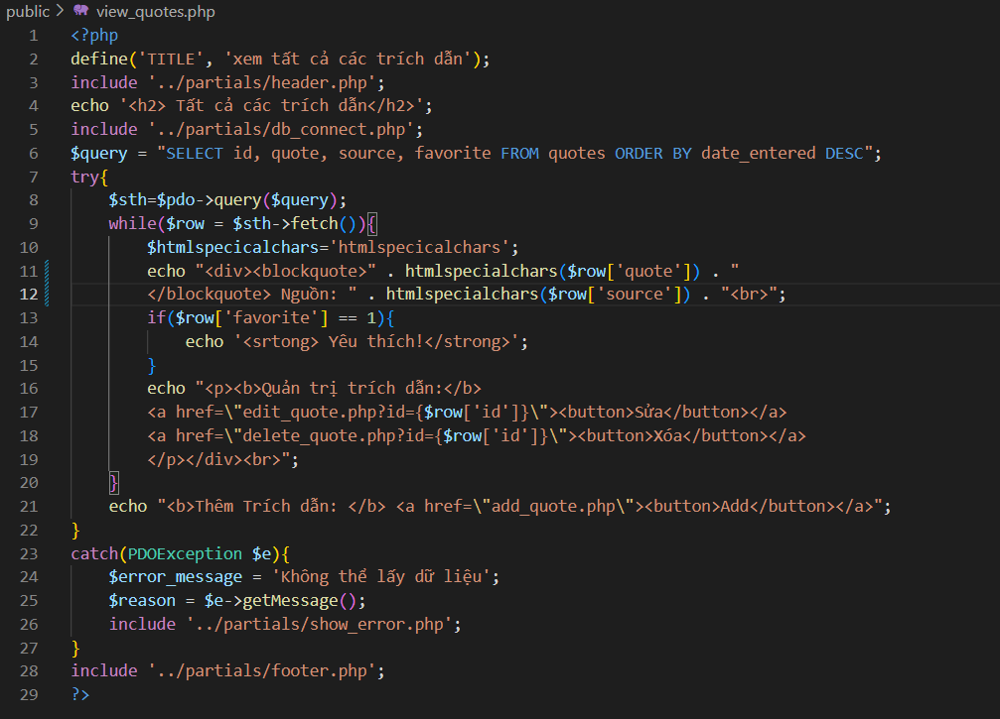 public > view_quotes.php
1 <?php
2 define('TITLE', 'xem tất cả các trích dẫn');
3 include '../partials/header.php';
4 echo '<h2> Tất cả các trích dẫn</h2>';
5 include '../partials/db_connect.php';
6 $query = "SELECT id, quote, source, favorite FROM quotes ORDER BY date_entered DESC";
7 try{
8 $sth=$pdo->query($query);
9 while($row = $sth->fetch()){
10 $htmlspecicalchars='htmlspecicalchars';
11 echo "<div><blockquote>" . htmlspecialchars($row['quote']) . "
12 </blockquote> Nguồn: " . htmlspecialchars($row['source']) . "<br>";
13 if($row['favorite'] == 1){
14 echo '<srtong> Yêu thích!</strong>';
15 }
16 echo "<p><b>Quản trị trích dẫn:</b>
17 <a href=\"edit_quote.php?id={$row['id']}\"><button>Sửa</button></a>
18 <a href=\"delete_quote.php?id={$row['id']}\"><button>Xóa</button></a>
19 </p></div><br>";
20 }
21 echo "<b>Thêm Trích dẫn: </b> <a href=\"add_quote.php\"><button>Add</button></a>";
22 }
23 catch(PDOException $e){
24 $error_message = 'Không thể lấy dữ liệu';
25 $reason = $e->getMessage();
26 include '../partials/show_error.php';
27 }
28 include '../partials/footer.php';
29 ?>